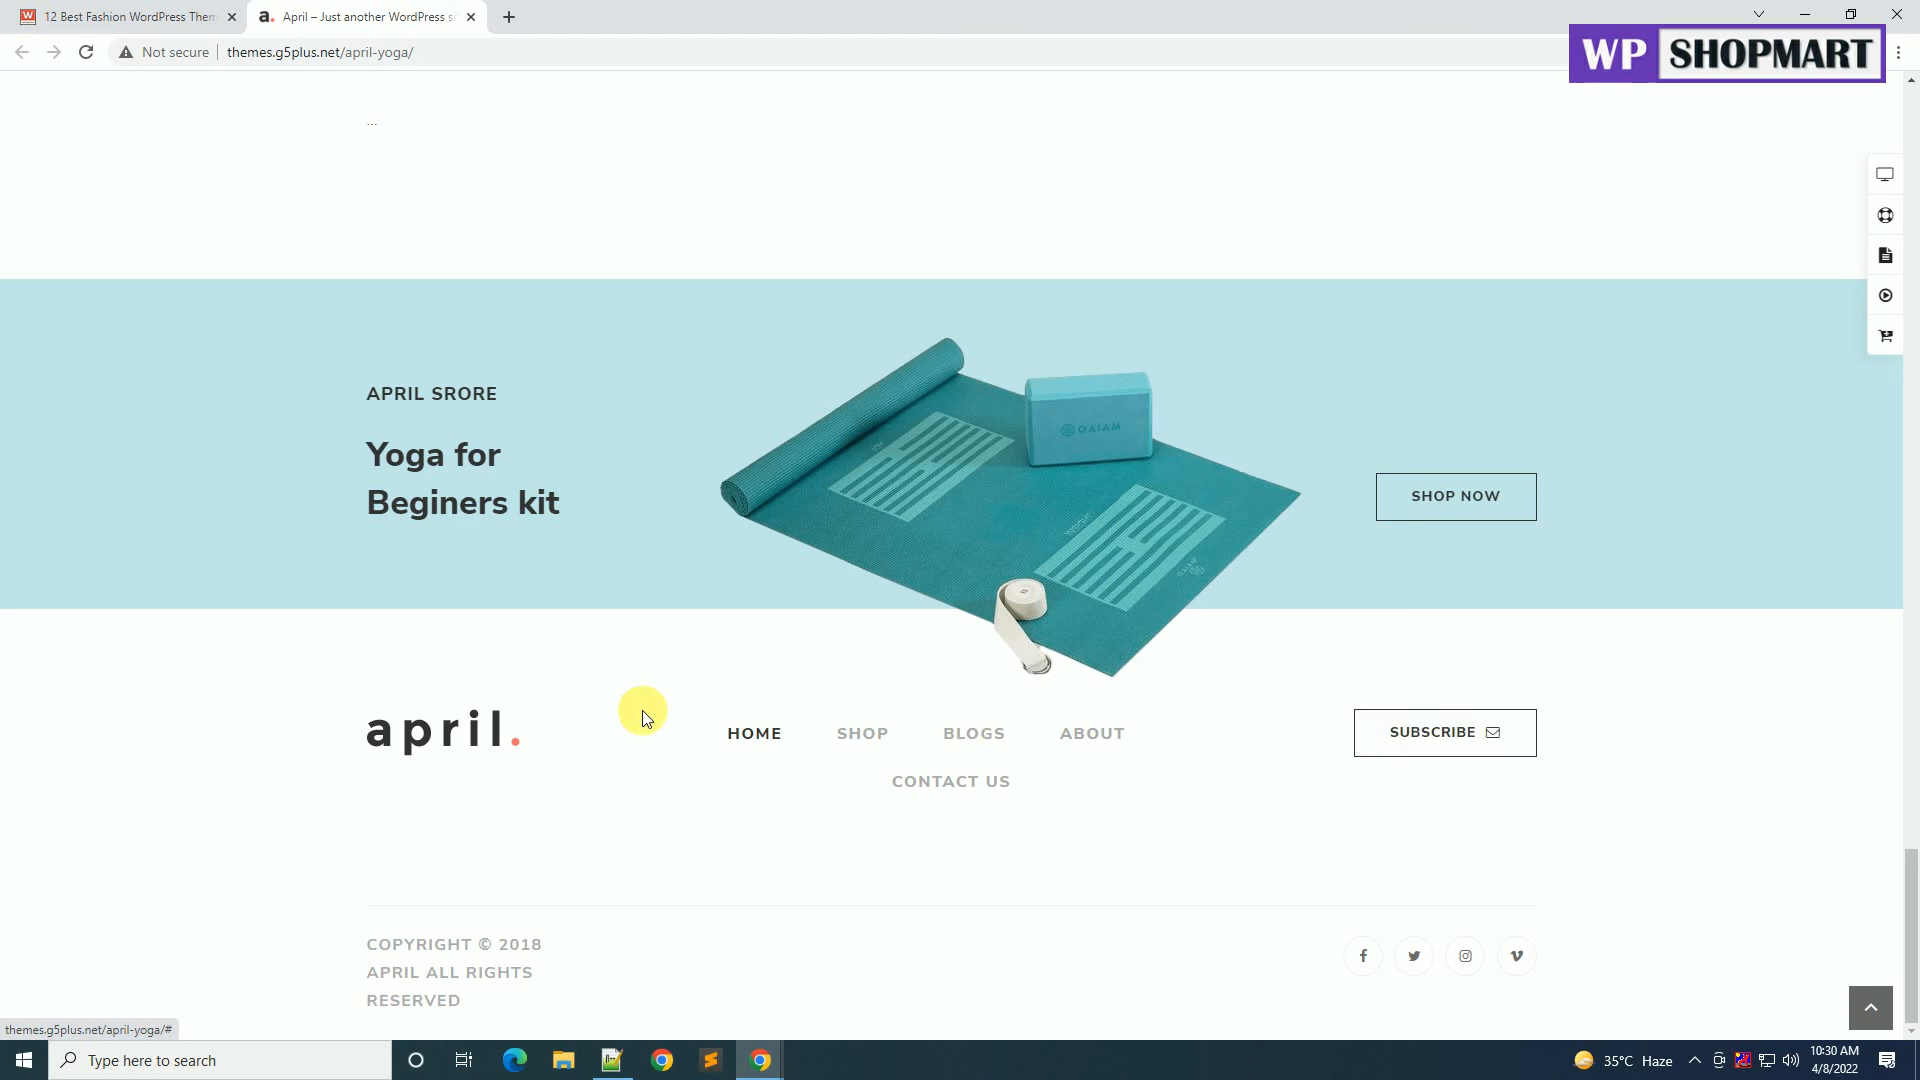 12 Best Fashion WordPress Them
a. April – Just another WordPress si
Not secure themes.g5plus.net/april-yoga/
WP SHOPMART
...
APRIL SRORE
Yoga for
Beginers kit
GAIAM
SHOP NOW
april.
HOME SHOP BLOGS ABOUT
CONTACT US
SUBSCRIBE
COPYRIGHT © 2018
APRIL ALL RIGHTS
RESERVED
themes.g5plus.net/april-yoga/#
Type here to search
35°C Haze
10:30 AM
4/8/2022